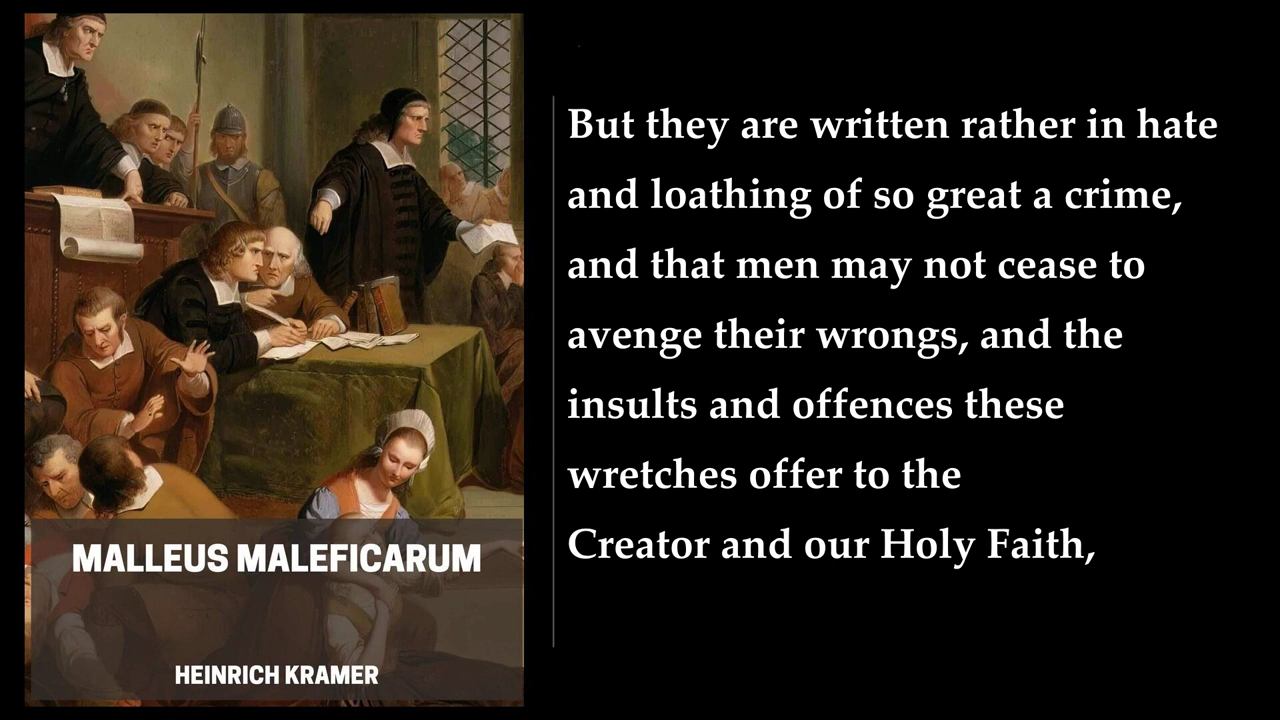 MALLEUS MALEFICARUM
HEINRICH KRAMER
But they are written rather in hate
and loathing of so great a crime,
and that men may not cease to
avenge their wrongs, and the
insults and offences these
wretches offer to the
Creator and our Holy Faith,